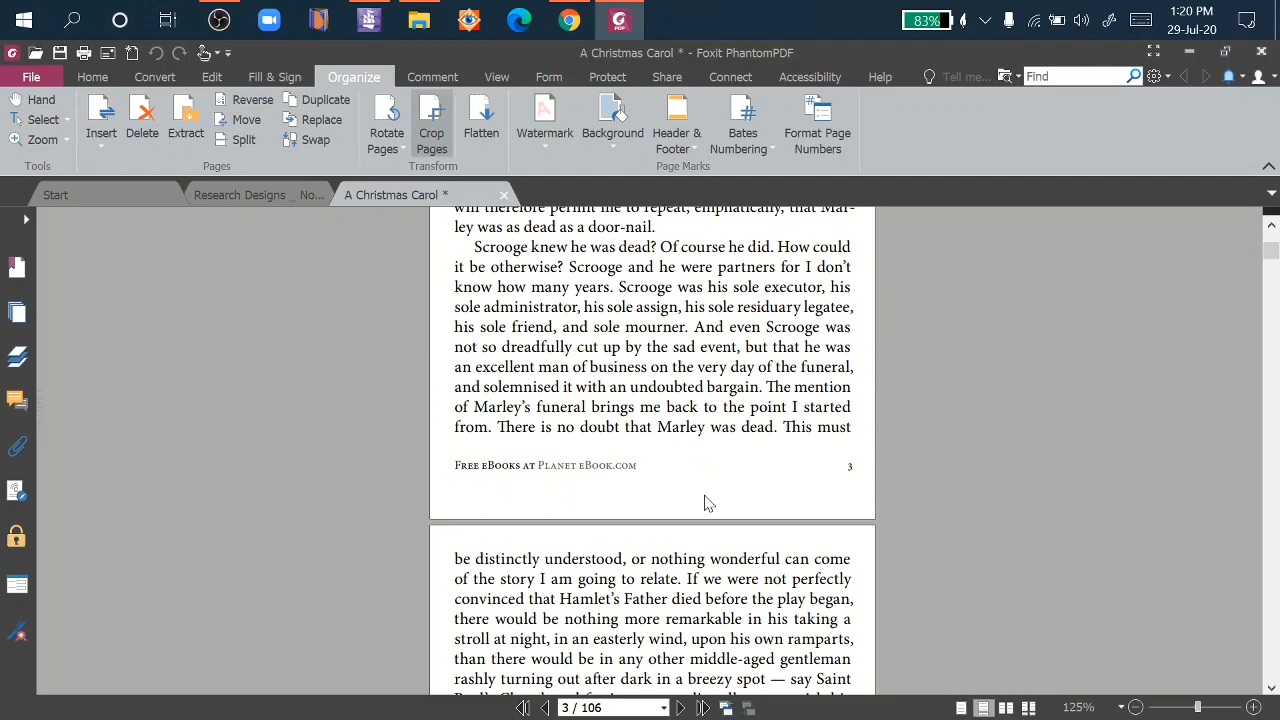 83%
1:20 PM
29-Jul-20
A Christmas Carol * - Foxit PhantomPDF
File Home Convert Edit Fill & Sign Organize Comment View Form Protect Share Connect Accessibility Help Tell me... Find
Hand
Select
Zoom
Tools
Insert
Delete
Extract
Reverse
Move
Split
Duplicate
Replace
Swap
Pages
Rotate
Pages
Crop
Pages
Flatten
Transform
Watermark
Background
Header &
Footer
Bates
Numbering
Format Page
Numbers
Page Marks
Start
Research Designs _ No...
A Christmas Carol *
will therefore permit me to repeat, emphatically, that Mar-
ley was as dead as a door-nail.
Scrooge knew he was dead? Of course he did. How could
it be otherwise? Scrooge and he were partners for I don't
know how many years. Scrooge was his sole executor, his
sole administrator, his sole assign, his sole residuary legatee,
his sole friend, and sole mourner. And even Scrooge was
not so dreadfully cut up by the sad event, but that he was
an excellent man of business on the very day of the funeral,
and solemnised it with an undoubted bargain. The mention
of Marley's funeral brings me back to the point I started
from. There is no doubt that Marley was dead. This must
Free eBooks at Planet eBook.com
3
be distinctly understood, or nothing wonderful can come
of the story I am going to relate. If we were not perfectly
convinced that Hamlet's Father died before the play began,
there would be nothing more remarkable in his taking a
stroll at night, in an easterly wind, upon his own ramparts,
than there would be in any other middle-aged gentleman
rashly turning out after dark in a breezy spot — say Saint
3 / 106
125%